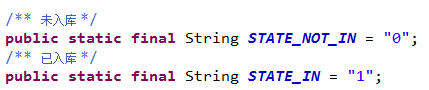 /** 未入库 */
public static final String STATE_NOT_IN = "0";
/** 已入库 */
public static final String STATE_IN = "1";